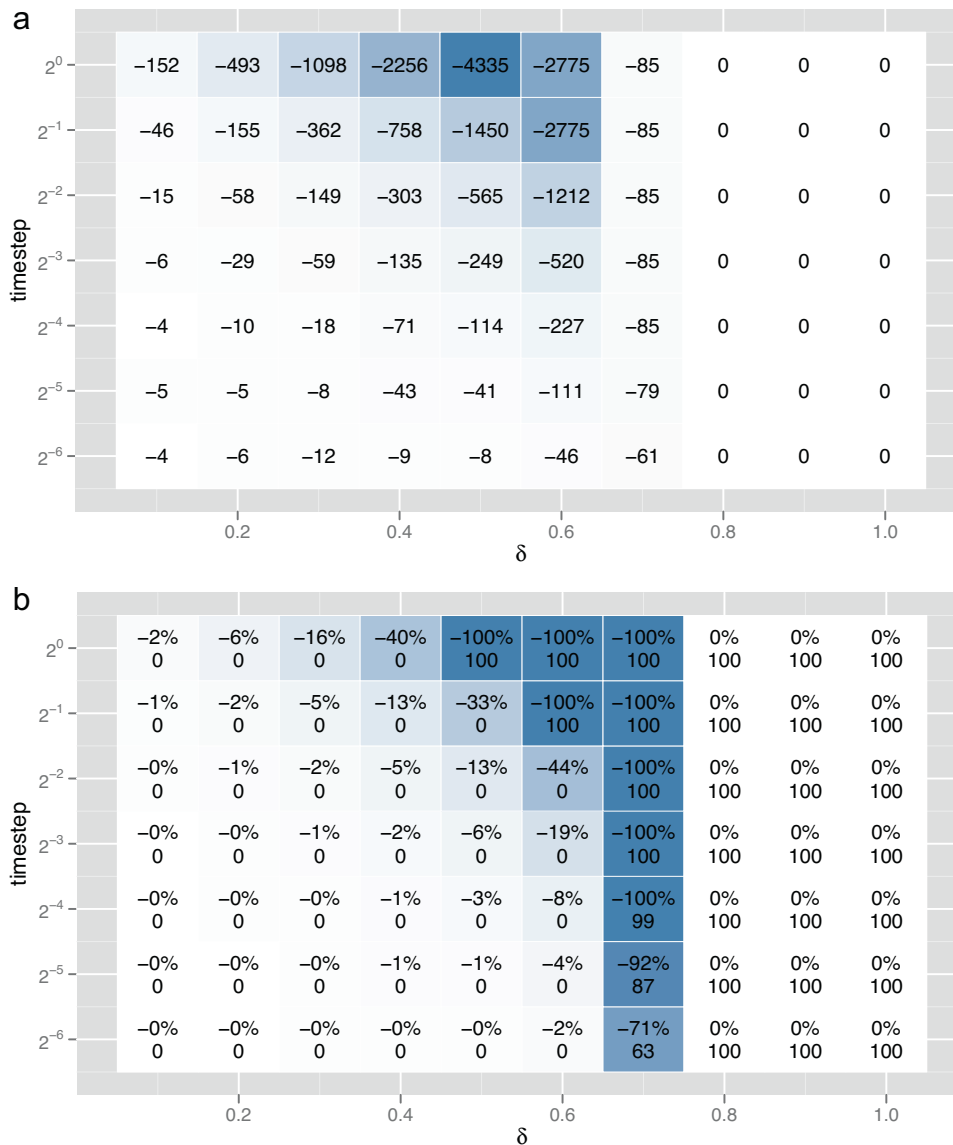 a
2⁰ −152 −493 −1098 −2256 −4335 −2775 −85 0 0 0
2⁻¹ −46 −155 −362 −758 −1450 −2775 −85 0 0 0
2⁻² −15 −58 −149 −303 −565 −1212 −85 0 0 0
2⁻³ −6 −29 −59 −135 −249 −520 −85 0 0 0
2⁻⁴ −4 −10 −18 −71 −114 −227 −85 0 0 0
2⁻⁵ −5 −5 −8 −43 −41 −111 −79 0 0 0
2⁻⁶ −4 −6 −12 −9 −8 −46 −61 0 0 0
timestep
0.2 0.4 0.6 0.8 1.0
δ
b
2⁰ −2% −6% −16% −40% −100% −100% −100% 0% 0% 0%
0 0 0 0 100 100 100 100 100 100
2⁻¹ −1% −2% −5% −13% −33% −100% −100% 0% 0% 0%
0 0 0 0 0 100 100 100 100 100
2⁻² −0% −1% −2% −5% −13% −44% −100% 0% 0% 0%
0 0 0 0 0 0 100 100 100 100
2⁻³ −0% −0% −1% −2% −6% −19% −100% 0% 0% 0%
0 0 0 0 0 0 100 100 100 100
2⁻⁴ −0% −0% −0% −1% −3% −8% −100% 0% 0% 0%
0 0 0 0 0 0 99 100 100 100
2⁻⁵ −0% −0% −0% −1% −1% −4% −92% 0% 0% 0%
0 0 0 0 0 0 87 100 100 100
2⁻⁶ −0% −0% −0% −0% −0% −2% −71% 0% 0% 0%
0 0 0 0 0 0 63 100 100 100
timestep
0.2 0.4 0.6 0.8 1.0
δ